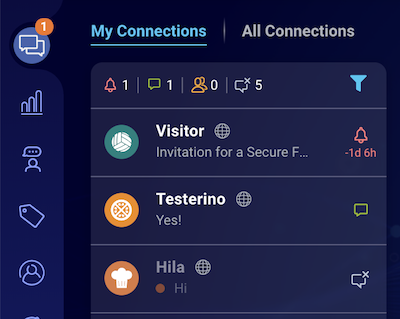 1
My Connections All Connections
1 1 0 5
Visitor
Invitation for a Secure F...
-1d 6h
Testerino
Yes!
Hila
Hi